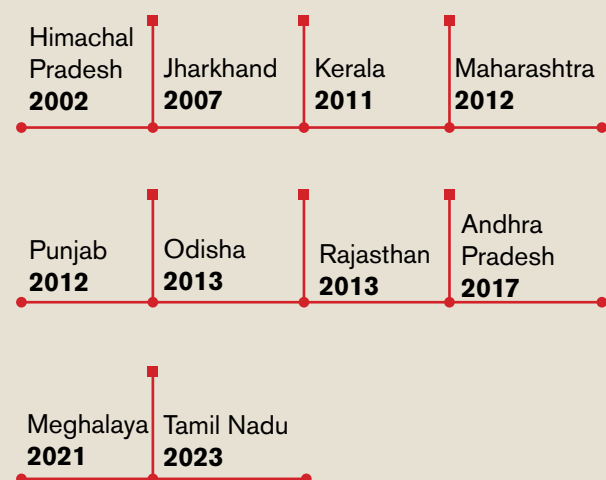 Himachal
Pradesh
2002
Jharkhand
2007
Kerala
2011
Maharashtra
2012
Punjab
2012
Odisha
2013
Rajasthan
2013
Andhra
Pradesh
2017
Meghalaya
2021
Tamil Nadu
2023